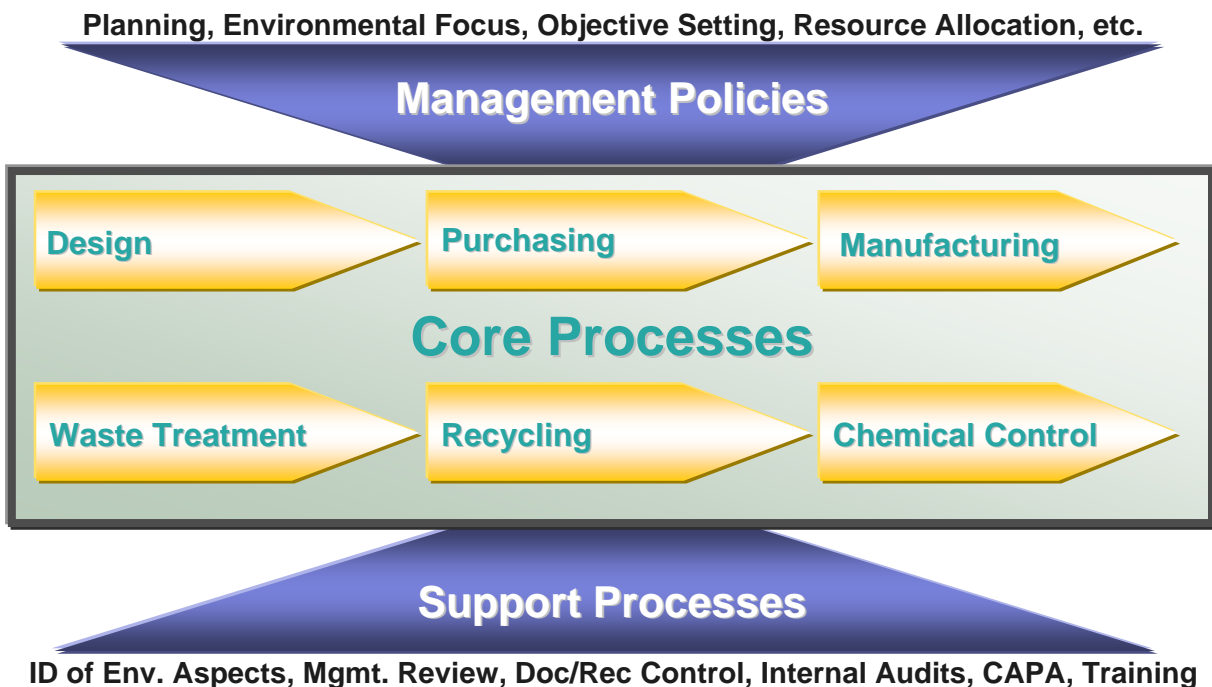 Planning, Environmental Focus, Objective Setting, Resource Allocation, etc.
Management Policies
Design
Purchasing
Manufacturing
Core Processes
Waste Treatment
Recycling
Chemical Control
Support Processes
ID of Env. Aspects, Mgmt. Review, Doc/Rec Control, Internal Audits, CAPA, Training